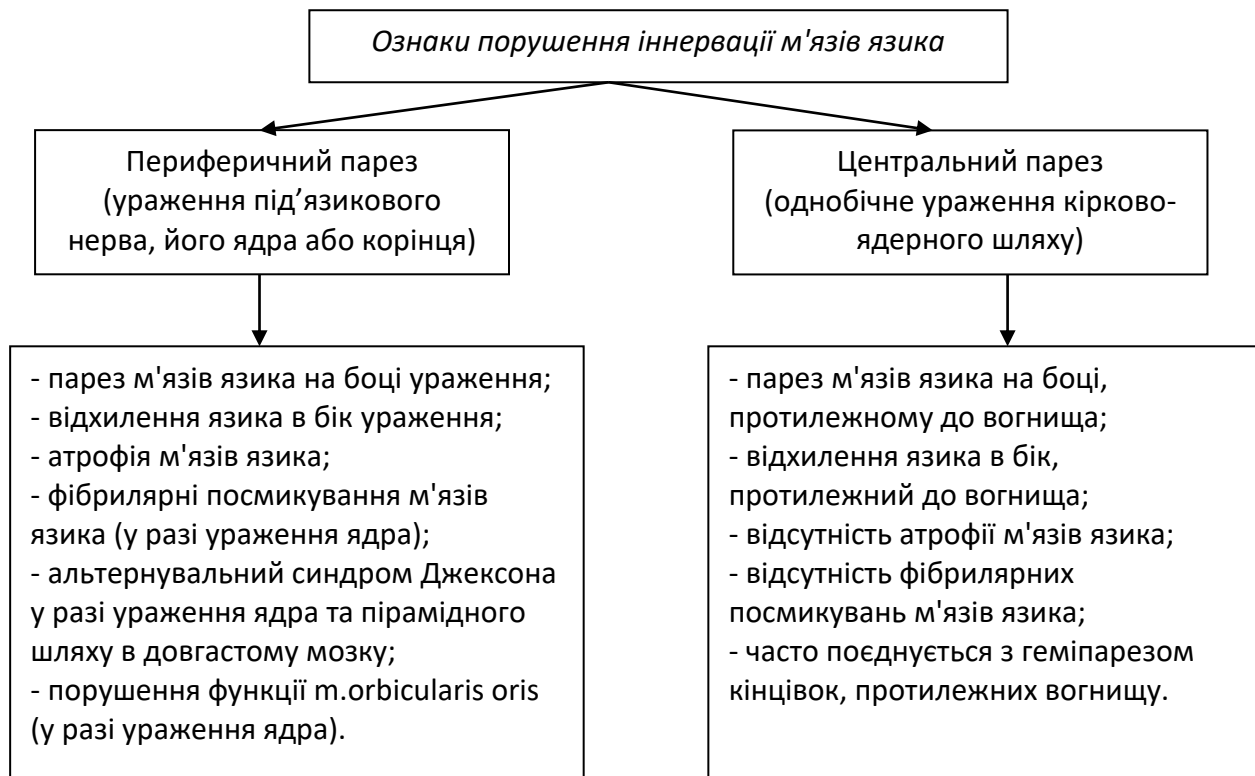 Ознаки порушення іннервації м'язів язика
Периферичний парез
(ураження під’язикового
нерва, його ядра або корінця)
Центральний парез
(однобічне ураження кірково-
ядерного шляху)
- парез м'язів язика на боці ураження;
- відхилення язика в бік ураження;
- атрофія м'язів язика;
- фібрилярні посмикування м'язів
язика (у разі ураження ядра);
- альтернувальний синдром Джексона
у разі ураження ядра та пірамідного
шляху в довгастому мозку;
- порушення функції m.orbicularis oris
(у разі ураження ядра).
- парез м'язів язика на боці,
протилежному до вогнища;
- відхилення язика в бік,
протилежний до вогнища;
- відсутність атрофії м'язів язика;
- відсутність фібрилярних
посмикувань м'язів язика;
- часто поєднується з геміпарезом
кінцівок, протилежних вогнищу.